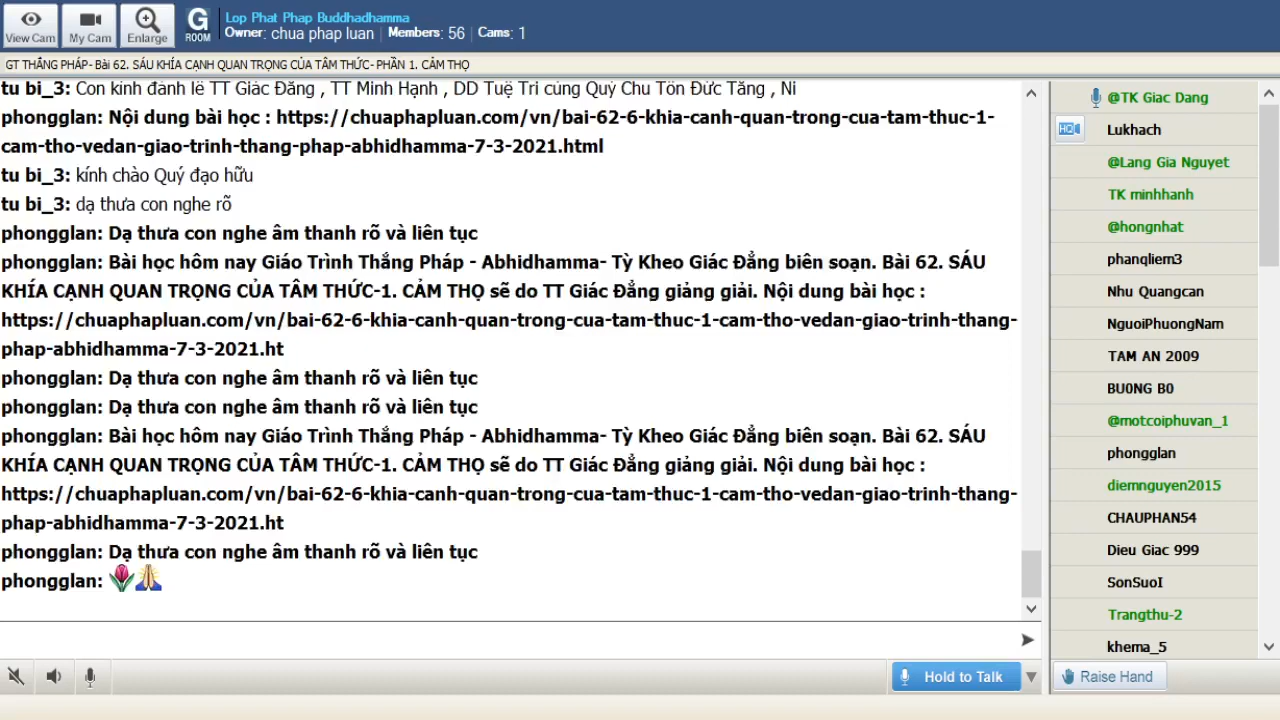 View Cam
My Cam
Enlarge
G
ROOM
Lop Phat Phap Buddhadhamma
Owner: chua phap luan Members: 56 Cams: 1
GT THẮNG PHÁP- Bài 62. SÁU KHÍA CẠNH QUAN TRỌNG CỦA TÂM THỨC- PHẦN 1. CẢM THỌ
tu bi_3: Con kính đảnh lễ TT Giác Đẳng , TT Minh Hạnh , DD Tuệ Tri cùng Quý Chu Tôn Đức Tăng , Ni
phongglan: Nội dung bài học : https://chuaphapluan.com/vn/bai-62-6-khia-canh-quan-trong-cua-tam-thuc-1-
cam-tho-vedan-giao-trinh-thang-phap-abhidhamma-7-3-2021.html
tu bi_3: kính chào Quý đạo hữu
tu bi_3: dạ thưa con nghe rõ
phongglan: Dạ thưa con nghe âm thanh rõ và liên tục
phongglan: Bài học hôm nay Giáo Trình Thắng Pháp - Abhidhamma- Tỳ Kheo Giác Đẳng biên soạn. Bài 62. SÁU
KHÍA CẠNH QUAN TRỌNG CỦA TÂM THỨC-1. CẢM THỌ sẽ do TT Giác Đẳng giảng giải. Nội dung bài học :
https://chuaphapluan.com/vn/bai-62-6-khia-canh-quan-trong-cua-tam-thuc-1-cam-tho-vedan-giao-trinh-thang-
phap-abhidhamma-7-3-2021.ht
phongglan: Dạ thưa con nghe âm thanh rõ và liên tục
phongglan: Dạ thưa con nghe âm thanh rõ và liên tục
phongglan: Bài học hôm nay Giáo Trình Thắng Pháp - Abhidhamma- Tỳ Kheo Giác Đẳng biên soạn. Bài 62. SÁU
KHÍA CẠNH QUAN TRỌNG CỦA TÂM THỨC-1. CẢM THỌ sẽ do TT Giác Đẳng giảng giải. Nội dung bài học :
https://chuaphapluan.com/vn/bai-62-6-khia-canh-quan-trong-cua-tam-thuc-1-cam-tho-vedan-giao-trinh-thang-
phap-abhidhamma-7-3-2021.ht
phongglan: Dạ thưa con nghe âm thanh rõ và liên tục
phongglan: 🌷🙏
@TK Giac Dang
HD
Lukhach
@Lang Gia Nguyet
TK minhhanh
@hongnhat
phanqliem3
Nhu Quangcan
NguoiPhuongNam
TAM AN 2009
BU0NG B0
@motcoiphuvan_1
phongglan
diemnguyen2015
CHAUPHAN54
Dieu Giac 999
SonSuoI
Trangthu-2
khema_5
Hold to Talk
Raise Hand